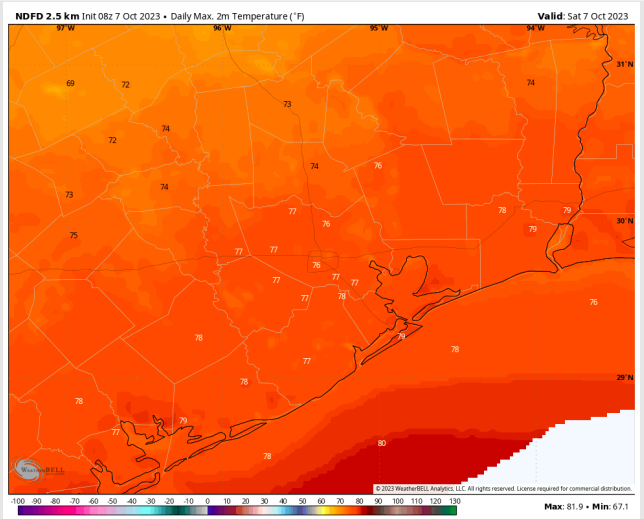 NDFD 2.5 km Init 08z 7 Oct 2023 • Daily Max. 2m Temperature (°F) Valid: Sat 7 Oct 2023
97°W 96°W 95°W 94°W
31°N
69 72 73 74
72 74
74 76
73 74
77 78 79
30°N
76 79
75
77 77
76
77 77 77
77 78
76
78 79
78
77
29°N
78
78
79
77
80
78
WEATHERBELL
© 2023 WeatherBELL Analytics, LLC. All rights reserved. License required for commercial distribution.
-100 -90 -80 -70 -60 -50 -40 -30 -20 -10 0 10 20 30 40 50 60 70 80 90 100 110 120 130
Max: 81.9 • Min: 67.1